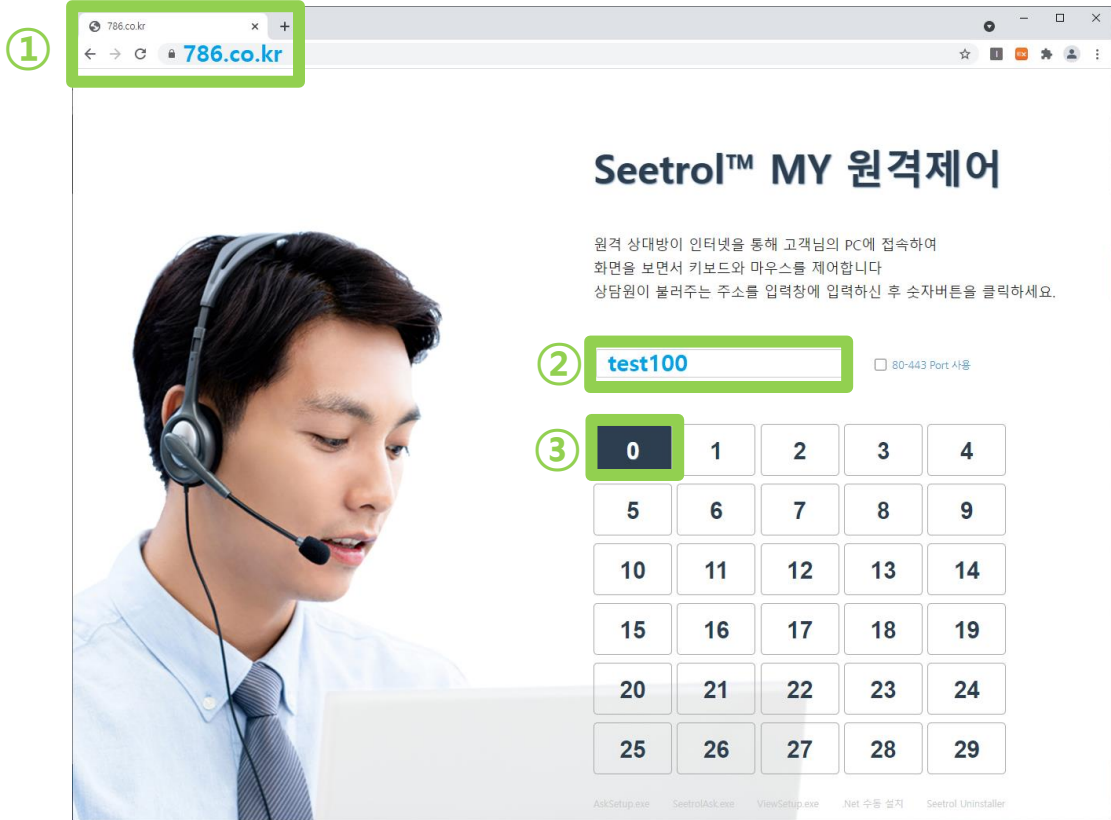 ①
786.co.kr
786.co.kr
Seetrol™ MY 원격제어
원격 상대방이 인터넷을 통해 고객님의 PC에 접속하여
화면을 보면서 키보드와 마우스를 제어합니다
상담원이 불러주는 주소를 입력창에 입력하신 후 숫자버튼을 클릭하세요.
② test100 80-443 Port 사용
③ 0 1 2 3 4
5 6 7 8 9
10 11 12 13 14
15 16 17 18 19
20 21 22 23 24
25 26 27 28 29
AskSetup.exe SeetrolAsk.exe ViewSetup.exe .Net 수동 설치 Seetrol Uninstaller